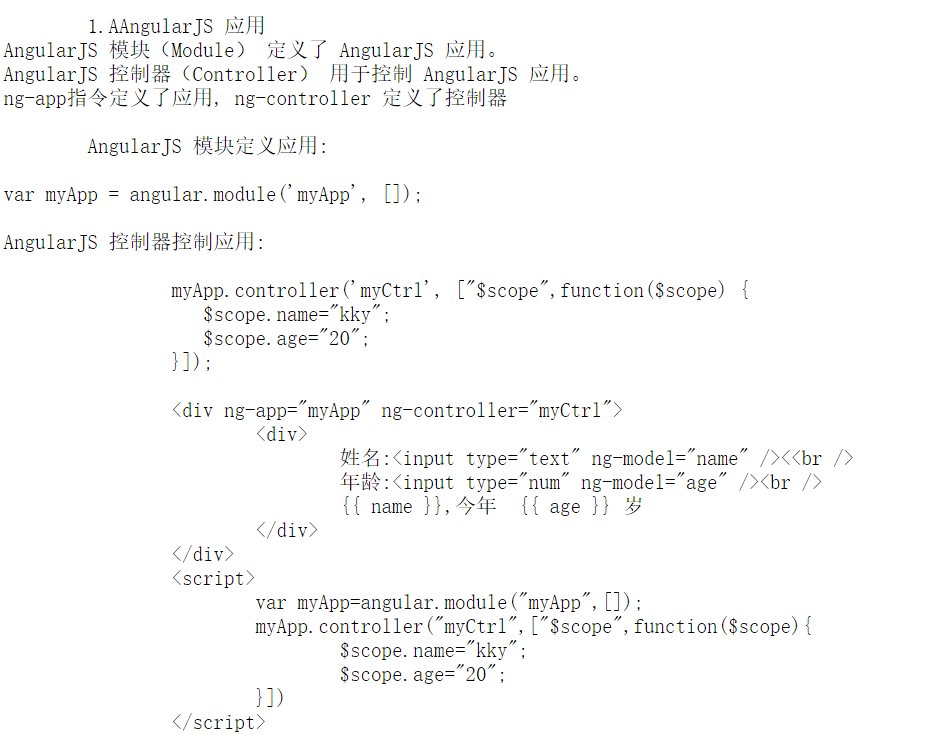 1.AAngularJS 应用
AngularJS 模块（Module） 定义了 AngularJS 应用。
AngularJS 控制器（Controller） 用于控制 AngularJS 应用。
ng-app指令定义了应用, ng-controller 定义了控制器
AngularJS 模块定义应用:
var myApp = angular.module('myApp', []);
AngularJS 控制器控制应用:
myApp.controller('myCtrl', ["$scope",function($scope) {
$scope.name="kky";
$scope.age="20";
}]);
<div ng-app="myApp" ng-controller="myCtrl">
<div>
姓名:<input type="text" ng-model="name" /><<br />
年龄:<input type="num" ng-model="age" /><br />
{{ name }},今年 {{ age }} 岁
</div>
</div>
<script>
var myApp=angular.module("myApp",[]);
myApp.controller("myCtrl",["$scope",function($scope){
$scope.name="kky";
$scope.age="20";
}])
</script>